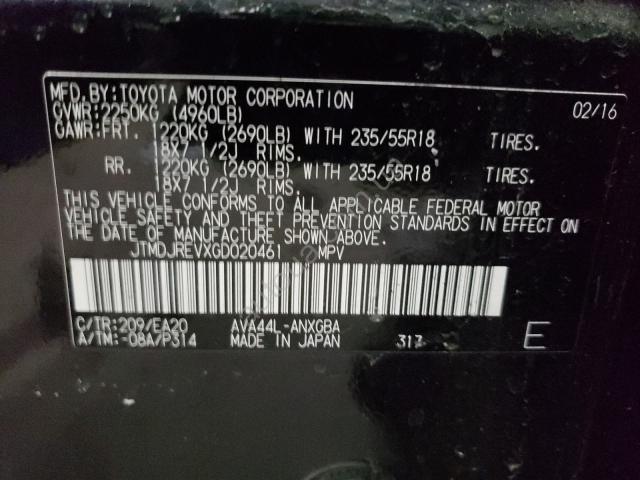 MFD.BY:TOYOTA MOTOR CORPORATION 02/16
GVWR:2250KG (4960LB)
GAWR:FRT. 1220KG (2690LB) WITH 235/55R18 TIRES.
18X7 1/2J RIMS.
RR. 1220KG (2690LB) WITH 235/55R18 TIRES.
18X7 1/2J RIMS.
THIS VEHICLE CONFORMS TO ALL APPLICABLE FEDERAL MOTOR
VEHICLE SAFETY AND THEFT PREVENTION STANDARDS IN EFFECT ON
THE DATE OF MANUFACTURE SHOWN ABOVE.
JTMDJREVXGD020461 MPV
C/TR:209/EA20 AVA44L-ANXGBA
A/TM:-08A/P314 MADE IN JAPAN 317 E